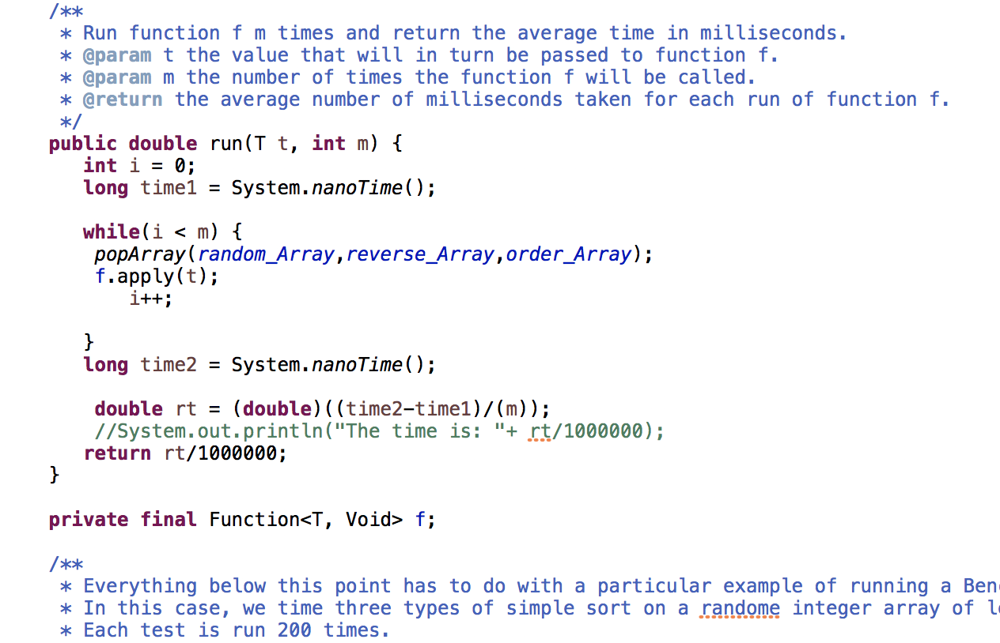 /**
 * Run function f m times and return the average time in milliseconds.
 * @param t the value that will in turn be passed to function f.
 * @param m the number of times the function f will be called.
 * @return the average number of milliseconds taken for each run of function f.
 */
public double run(T t, int m) {
   int i = 0;
   long time1 = System.nanoTime();
   while(i < m) {
    popArray(random_Array,reverse_Array,order_Array);
    f.apply(t);
       i++;
   }
   long time2 = System.nanoTime();
    double rt = (double)((time2-time1)/(m));
    //System.out.println("The time is: "+ rt/1000000);
   return rt/1000000;
}
private final Function<T, Void> f;
/**
 * Everything below this point has to do with a particular example of running a Ben
 * In this case, we time three types of simple sort on a randome integer array of
 * Each test is run 200 times.